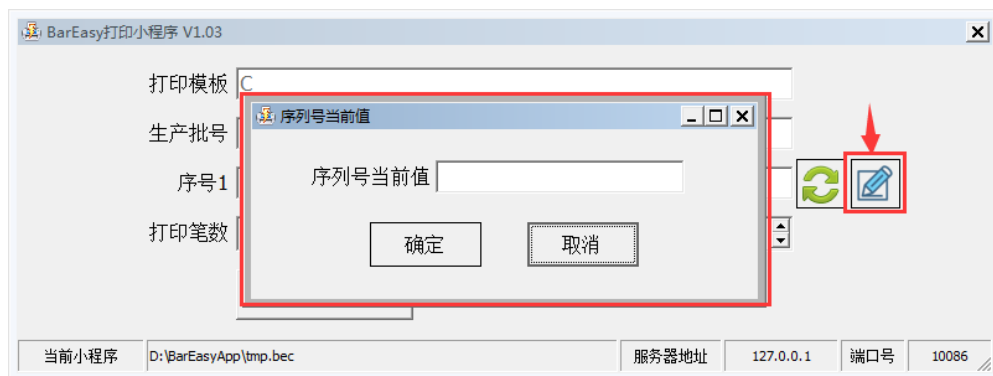 BarEasy打印小程序 V1.03
打印模板 C
序列号当前值
生产批号
序列号当前值
序号1
打印笔数
确定 取消
当前小程序 D:\BarEasyApp\tmp.bec 服务器地址 127.0.0.1 端口号 10086